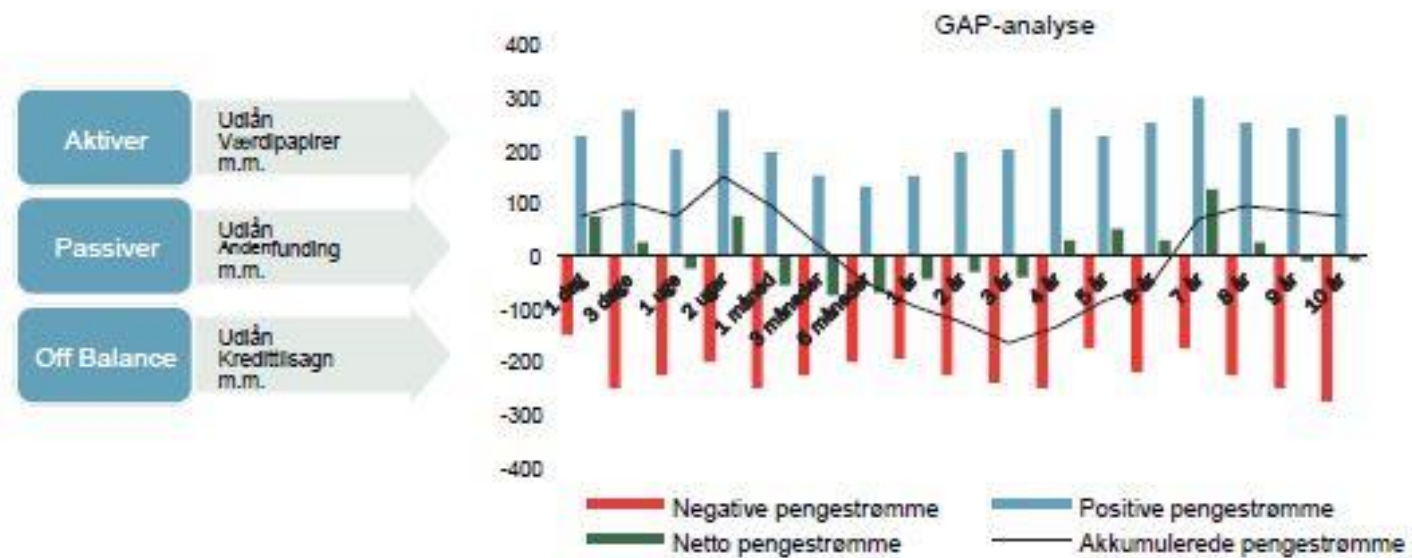 Aktiver
Udlån
Værdipapirer
m.m.
Passiver
Udlån
Andenfunding
m.m.
Off Balance
Udlån
Kredittilsagn
m.m.
GAP-analyse
400
300
200
100
0
-100
-200
-300
-400
1. dag
3 dage
1 uge
2 uger
1 måned
3 måneder
6 måneder
1 år
2 år
3 år
4 år
5 år
6 år
7 år
8 år
9 år
10 år
Negative pengestrømme
Positive pengestrømme
Netto pengestrømme
Akkumulerede pengestrømme